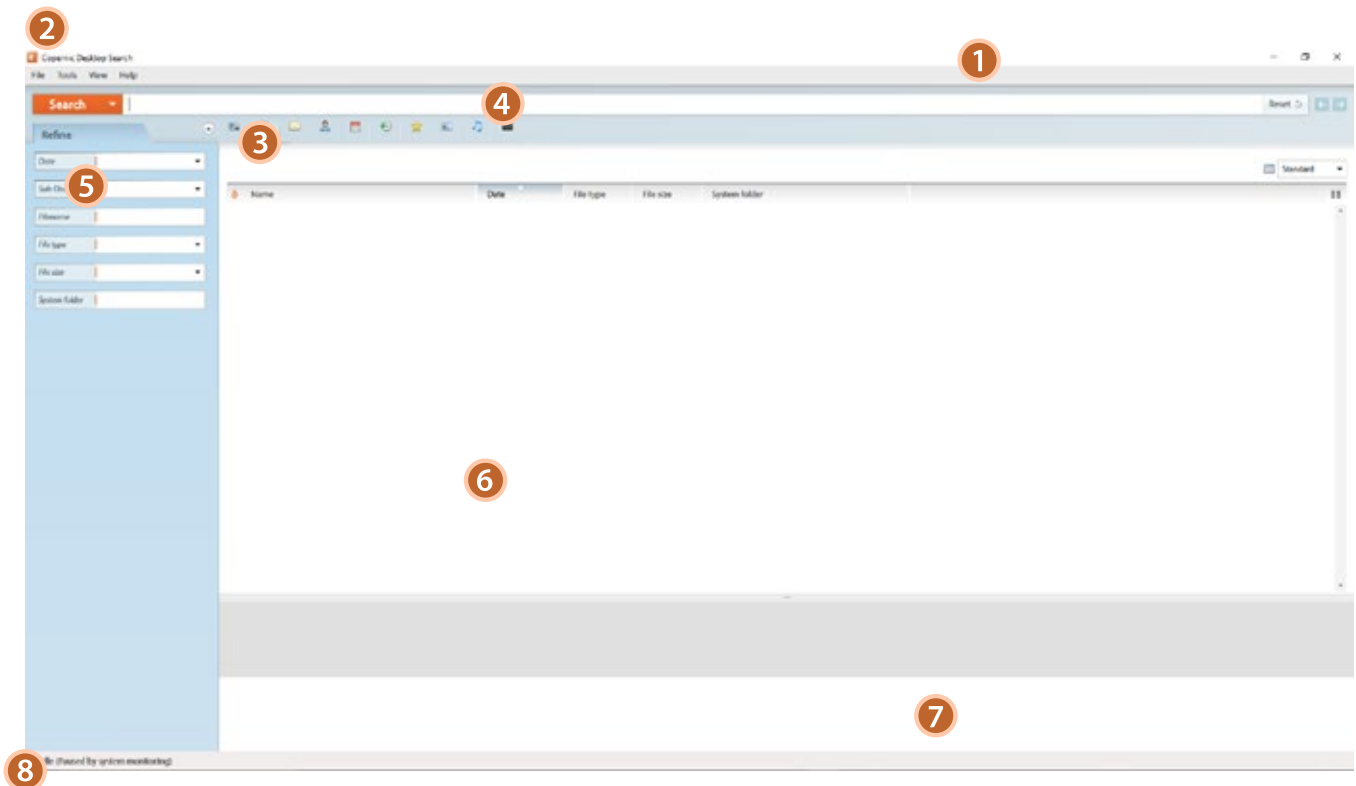 2
Copernic Desktop Search
1
File Tools View Help
Search
4
Reset
3
Refine
Date
Standard
5
Name Date File type File size System folder
Filename
File type
File size
System folder
6
7
8
(Paused by system monitoring)